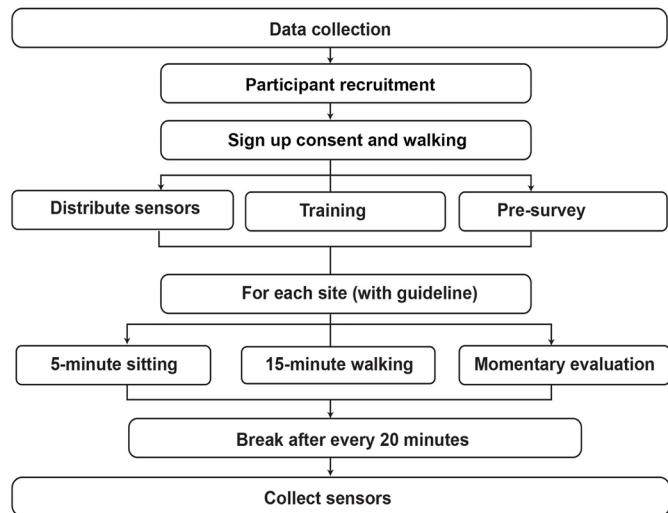 Data collection
Participant recruitment
Sign up consent and walking
Distribute sensors
Training
Pre-survey
For each site (with guideline)
5-minute sitting
15-minute walking
Momentary evaluation
Break after every 20 minutes
Collect sensors